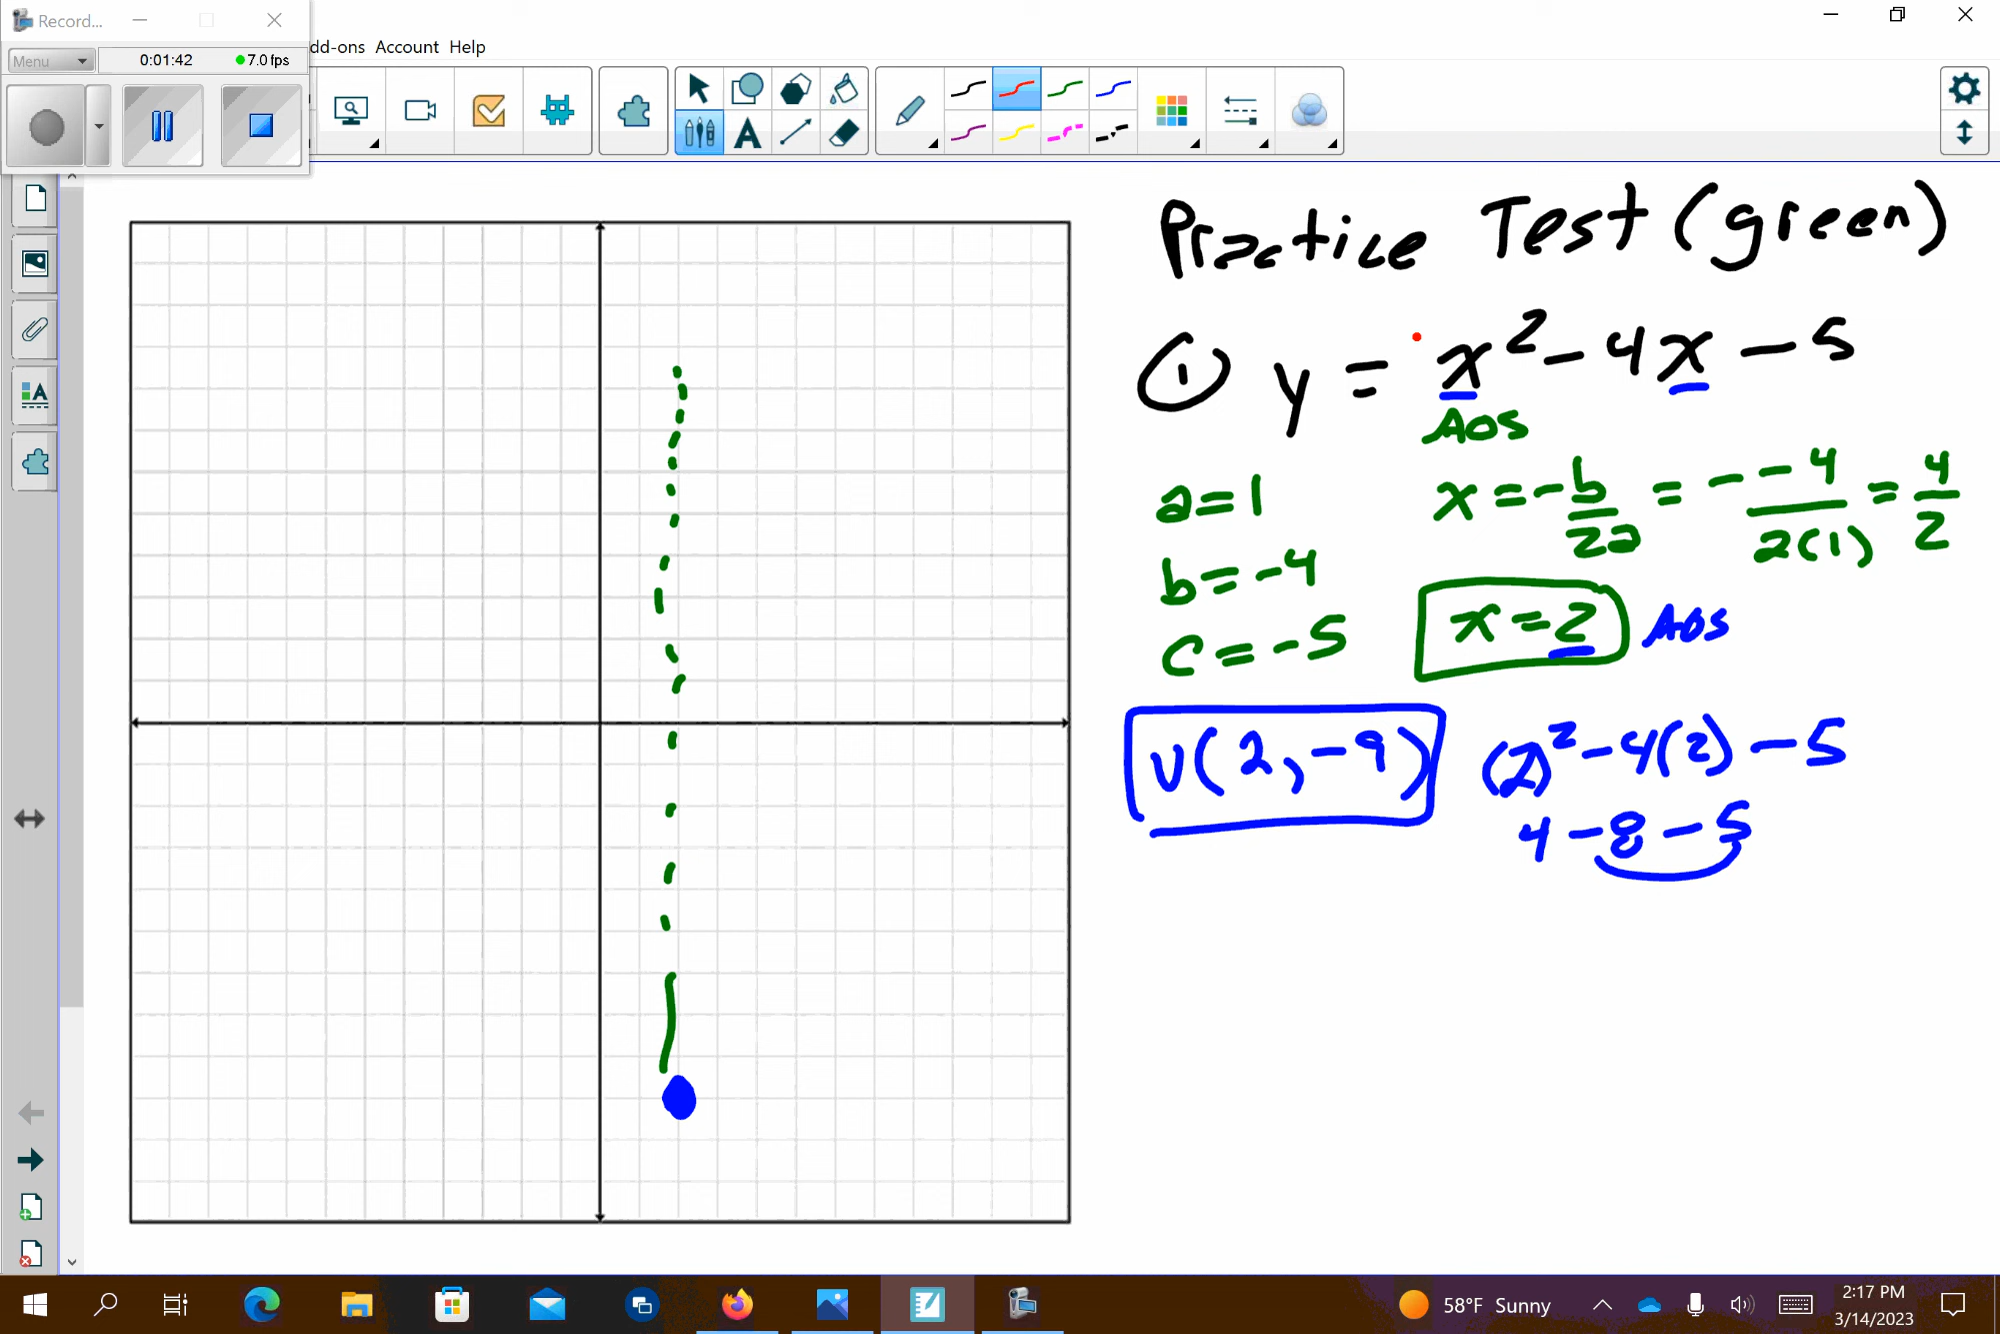 Record...
Menu 0:01:42 7.0 fps
dd-ons Account Help
Practice Test (green)
① y = x² - 4x - 5
AOS
a = 1
b = -4
c = -5
x = -b/2a = - -4/2(1) = 4/2
x = 2 AOS
V(2, -9)
(2)² - 4(2) - 5
4 - 8 - 5
58°F Sunny
2:17 PM
3/14/2023